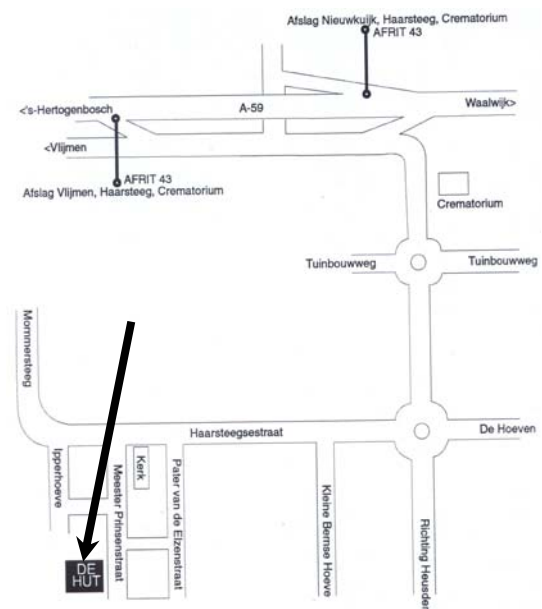 Afslag Nieuwkuijk, Haarsteeg, Crematorium
AFRIT 43
<'s-Hertogenbosch
A-59
Waalwijk>
<Vlijmen
AFRIT 43
Afslag Vlijmen, Haarsteeg, Crematorium
Crematorium
Tuinbouwweg
Tuinbouwweg
Mommersteeg
Haarsteegsestraat
De Hoeven
Ipperhoeve
Meester Prinsenstraat
Kerk
Pater van de Elzenstraat
Kleine Bernse Hoeve
Richting Heusden
DE
HUT